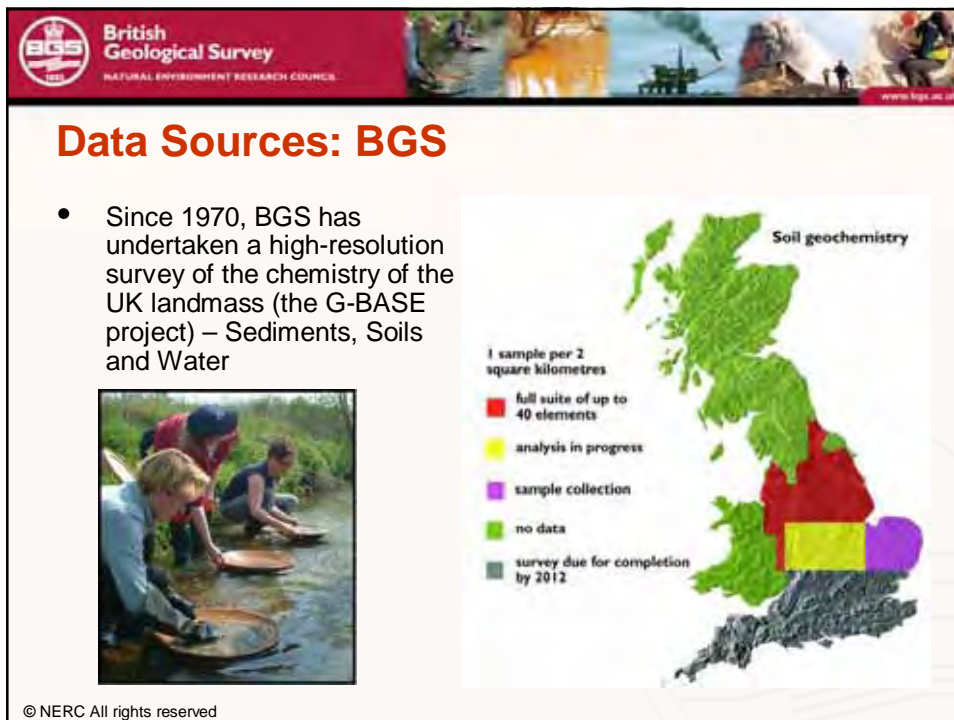 British
Geological Survey
NATURAL ENVIRONMENT RESEARCH COUNCIL
BGS
www.bgs.ac.uk
Data Sources: BGS
• Since 1970, BGS has
undertaken a high-resolution
survey of the chemistry of the
UK landmass (the G-BASE
project) – Sediments, Soils
and Water
Soil geochemistry
1 sample per 2
square kilometres
full suite of up to
40 elements
analysis in progress
sample collection
no data
survey due for completion
by 2012
© NERC All rights reserved